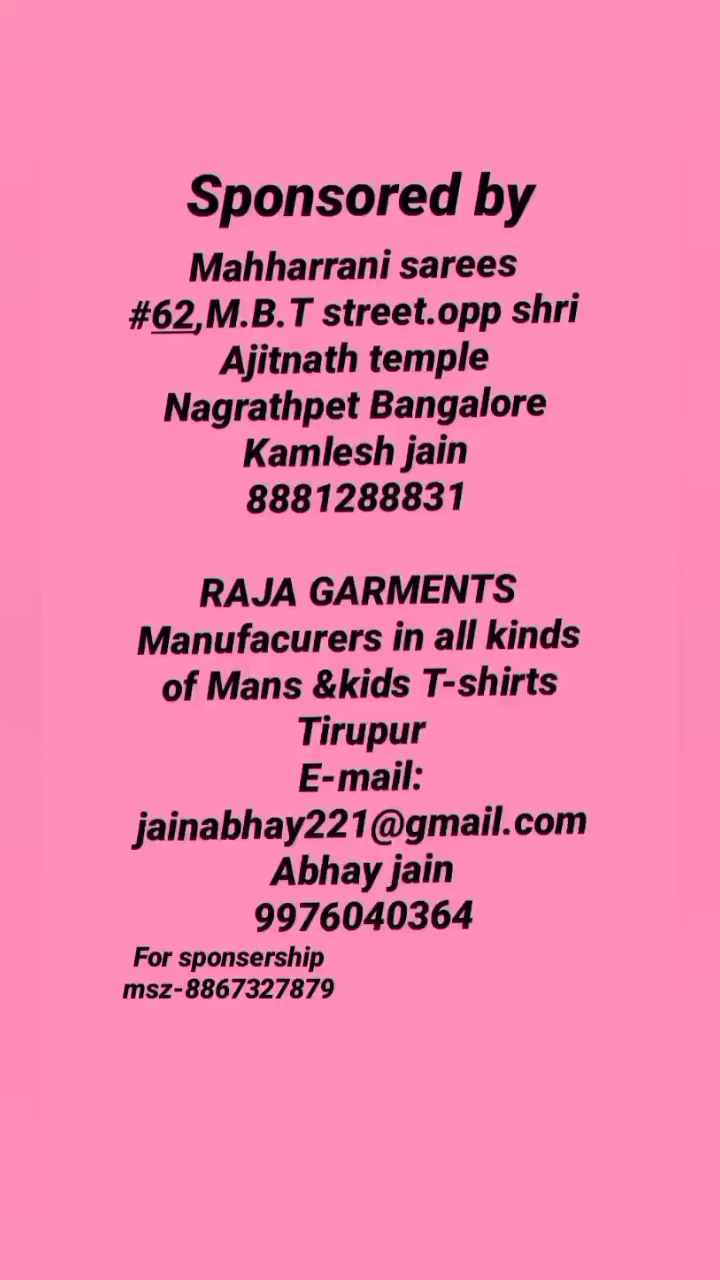 Sponsored by
Mahharrani sarees
#62,M.B.T street.opp shri
Ajitnath temple
Nagrathpet Bangalore
Kamlesh jain
8881288831
RAJA GARMENTS
Manufacurers in all kinds
of Mans &kids T-shirts
Tirupur
E-mail:
jainabhay221@gmail.com
Abhay jain
9976040364
For sponsership
msz-8867327879